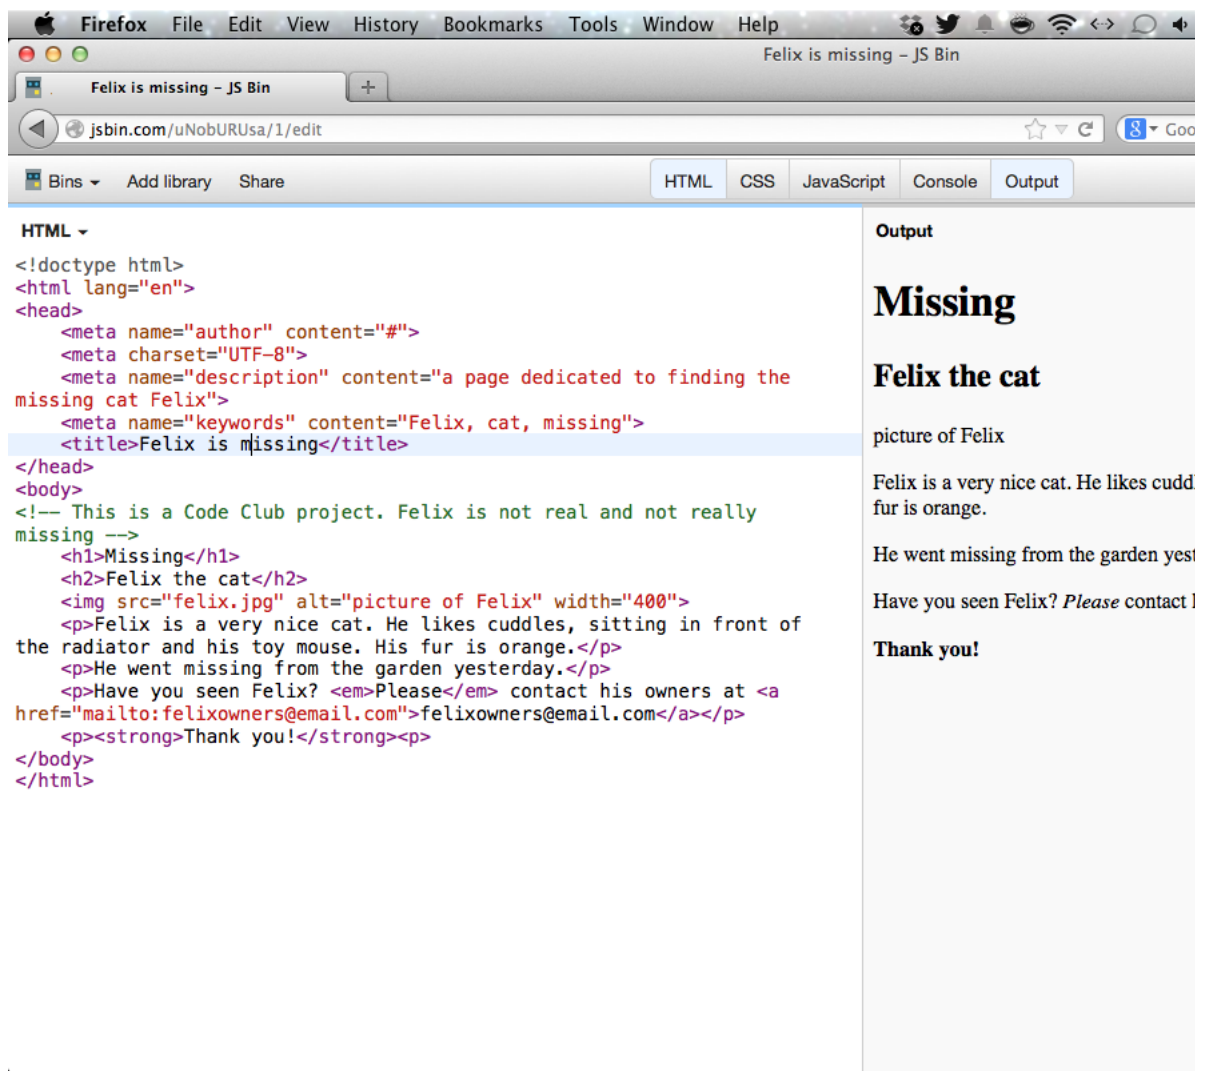 Firefox File Edit View History Bookmarks Tools Window Help
Felix is missing – JS Bin
Felix is missing – JS Bin
jsbin.com/uNobURUsa/1/edit
Goo
Bins Add library Share HTML CSS JavaScript Console Output
HTML
<!doctype html>
<html lang="en">
<head>
<meta name="author" content="#">
<meta charset="UTF-8">
<meta name="description" content="a page dedicated to finding the
missing cat Felix">
<meta name="keywords" content="Felix, cat, missing">
<title>Felix is missing</title>
</head>
<body>
<!-- This is a Code Club project. Felix is not real and not really
missing -->
<h1>Missing</h1>
<h2>Felix the cat</h2>
<img src="felix.jpg" alt="picture of Felix" width="400">
<p>Felix is a very nice cat. He likes cuddles, sitting in front of
the radiator and his toy mouse. His fur is orange.</p>
<p>He went missing from the garden yesterday.</p>
<p>Have you seen Felix? <em>Please</em> contact his owners at <a
href="mailto:felixowners@email.com">felixowners@email.com</a></p>
<p><strong>Thank you!</strong><p>
</body>
</html>
Output
Missing
Felix the cat
picture of Felix
Felix is a very nice cat. He likes cudd
fur is orange.
He went missing from the garden yest
Have you seen Felix? Please contact
Thank you!